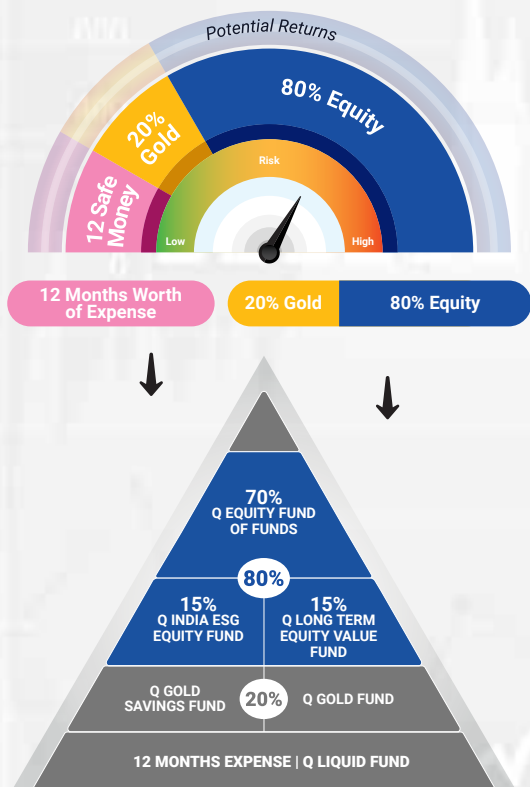 Potential Returns
80% Equity
20%
Gold
12 Safe
Money
Risk
Low
High
12 Months Worth
of Expense
20% Gold
80% Equity
70%
Q EQUITY FUND
OF FUNDS
80%
15%
Q INDIA ESG
EQUITY FUND
15%
Q LONG TERM
EQUITY VALUE
FUND
Q GOLD
SAVINGS FUND
20%
Q GOLD FUND
12 MONTHS EXPENSE | Q LIQUID FUND